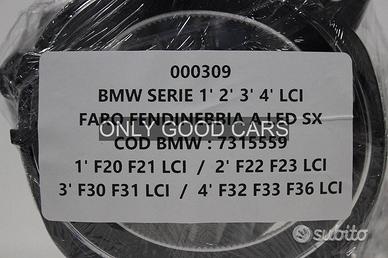 000309
BMW SERIE 1' 2' 3' 4' LCI
FARO FENDINEBBIA A LED SX
ONLY GOOD CARS
COD BMW : 7315559
1' F20 F21 LCI / 2' F22 F23 LCI
3' F30 F31 LCI / 4' F32 F33 F36 LCI
subito